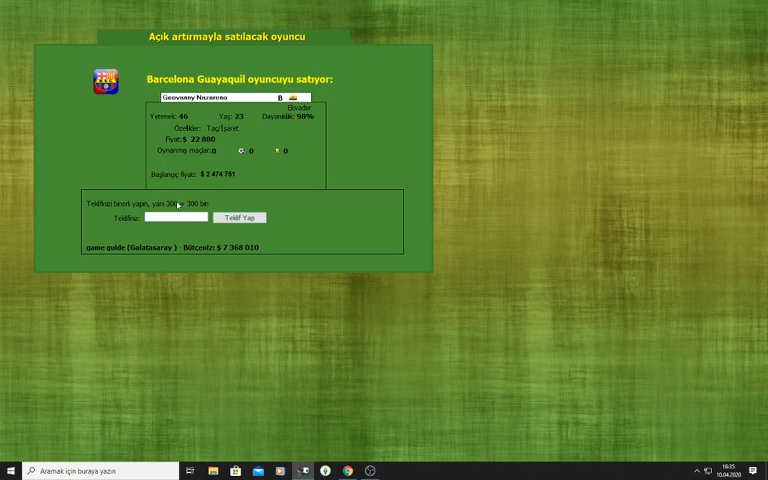 Açık artırmayla satılacak oyuncu
Barcelona Guayaquil oyuncuyu satıyor:
Geovanny Nazareno B
Ekvador
Yetenek: 46 Yaş: 23 Dayanıklık: 98%
Özelikler: Taç/İşaret
Fiyat: $ 22 880
Oynanmış maçlar: 0 0 0
Başlangıç fiyatı: $ 2 474 751
Teklifinizi binerli yapın, yani 300 = 300 bin
Teklifiniz: Teklif Yap
game guide (Galatasaray ) - Bütçeniz: $ 7 368 010
Aramak için buraya yazın
16:35
10.04.2020